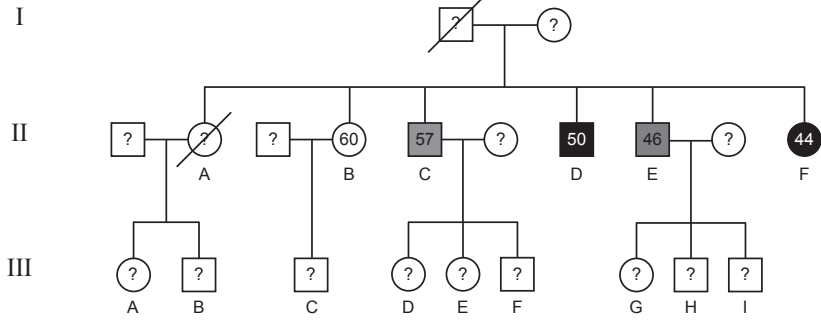 I ? ?
II ? ? ? 60 57 ? 50 46 ? 44
A B C D E F
III ? ? ? ? ? ? ? ? ?
A B C D E F G H I